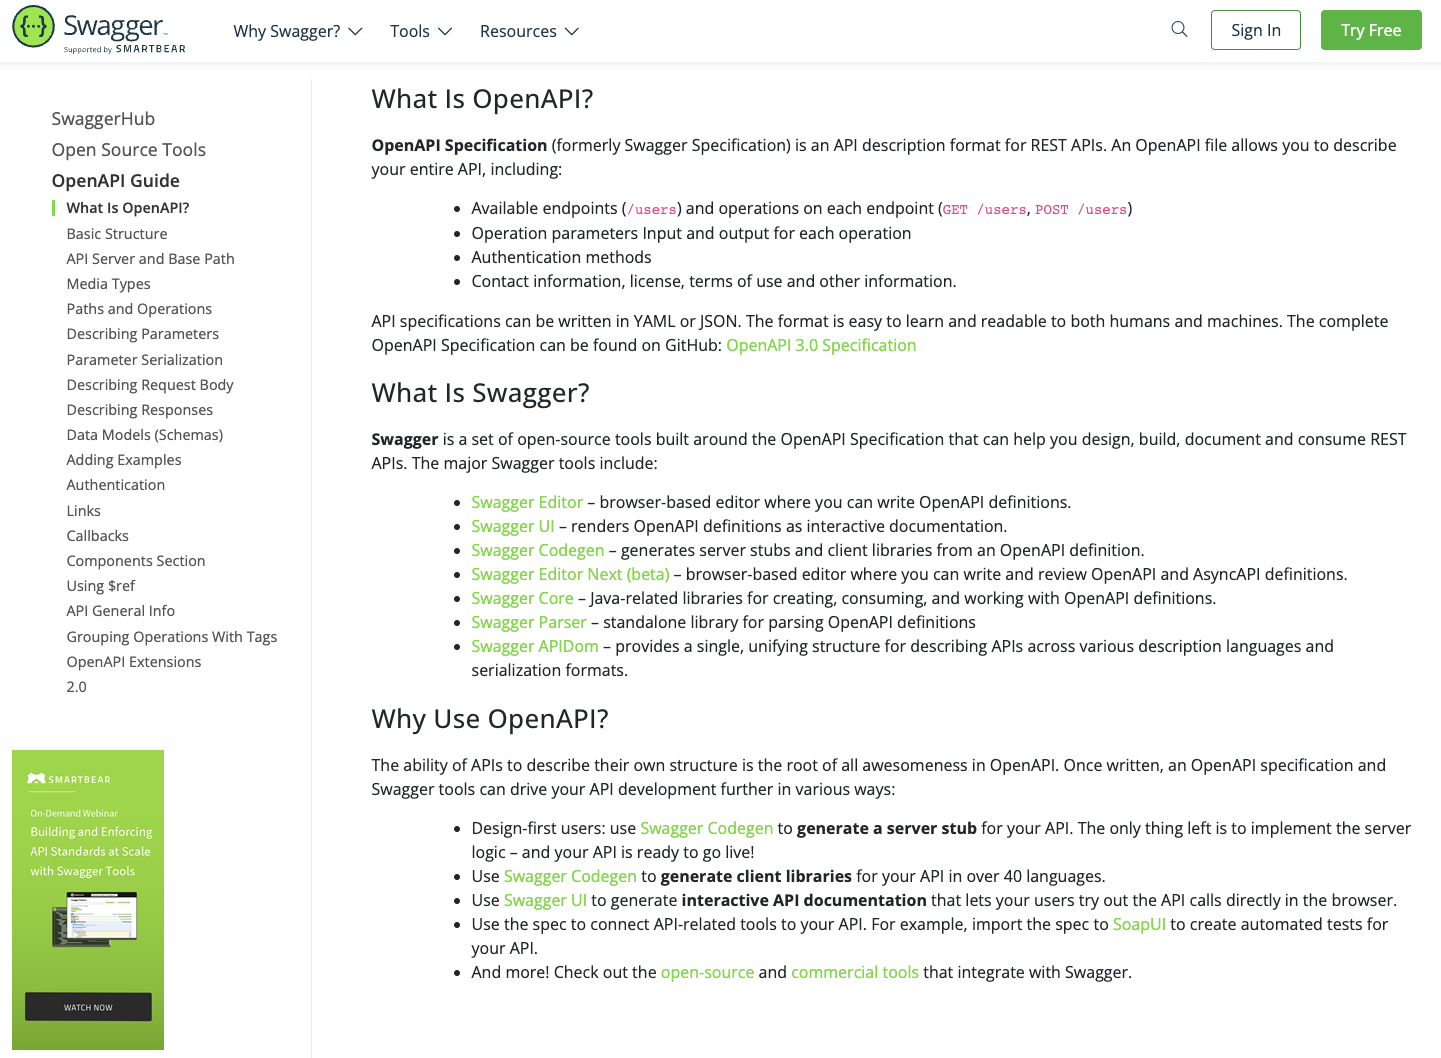 Swagger
Supported by SMARTBEAR
Why Swagger?
Tools
Resources
Sign In
Try Free
SwaggerHub
Open Source Tools
OpenAPI Guide
What Is OpenAPI?
Basic Structure
API Server and Base Path
Media Types
Paths and Operations
Describing Parameters
Parameter Serialization
Describing Request Body
Describing Responses
Data Models (Schemas)
Adding Examples
Authentication
Links
Callbacks
Components Section
Using $ref
API General Info
Grouping Operations With Tags
OpenAPI Extensions
2.0
SMARTBEAR
On-Demand Webinar
Building and Enforcing
API Standards at Scale
with Swagger Tools
WATCH NOW
What Is OpenAPI?
OpenAPI Specification (formerly Swagger Specification) is an API description format for REST APIs. An OpenAPI file allows you to describe
your entire API, including:
• Available endpoints (/users) and operations on each endpoint (GET /users, POST /users)
• Operation parameters Input and output for each operation
• Authentication methods
• Contact information, license, terms of use and other information.
API specifications can be written in YAML or JSON. The format is easy to learn and readable to both humans and machines. The complete
OpenAPI Specification can be found on GitHub: OpenAPI 3.0 Specification
What Is Swagger?
Swagger is a set of open-source tools built around the OpenAPI Specification that can help you design, build, document and consume REST
APIs. The major Swagger tools include:
• Swagger Editor – browser-based editor where you can write OpenAPI definitions.
• Swagger UI – renders OpenAPI definitions as interactive documentation.
• Swagger Codegen – generates server stubs and client libraries from an OpenAPI definition.
• Swagger Editor Next (beta) – browser-based editor where you can write and review OpenAPI and AsyncAPI definitions.
• Swagger Core – Java-related libraries for creating, consuming, and working with OpenAPI definitions.
• Swagger Parser – standalone library for parsing OpenAPI definitions
• Swagger APIDom – provides a single, unifying structure for describing APIs across various description languages and
serialization formats.
Why Use OpenAPI?
The ability of APIs to describe their own structure is the root of all awesomeness in OpenAPI. Once written, an OpenAPI specification and
Swagger tools can drive your API development further in various ways:
• Design-first users: use Swagger Codegen to generate a server stub for your API. The only thing left is to implement the server
logic – and your API is ready to go live!
• Use Swagger Codegen to generate client libraries for your API in over 40 languages.
• Use Swagger UI to generate interactive API documentation that lets your users try out the API calls directly in the browser.
• Use the spec to connect API-related tools to your API. For example, import the spec to SoapUI to create automated tests for
your API.
• And more! Check out the open-source and commercial tools that integrate with Swagger.